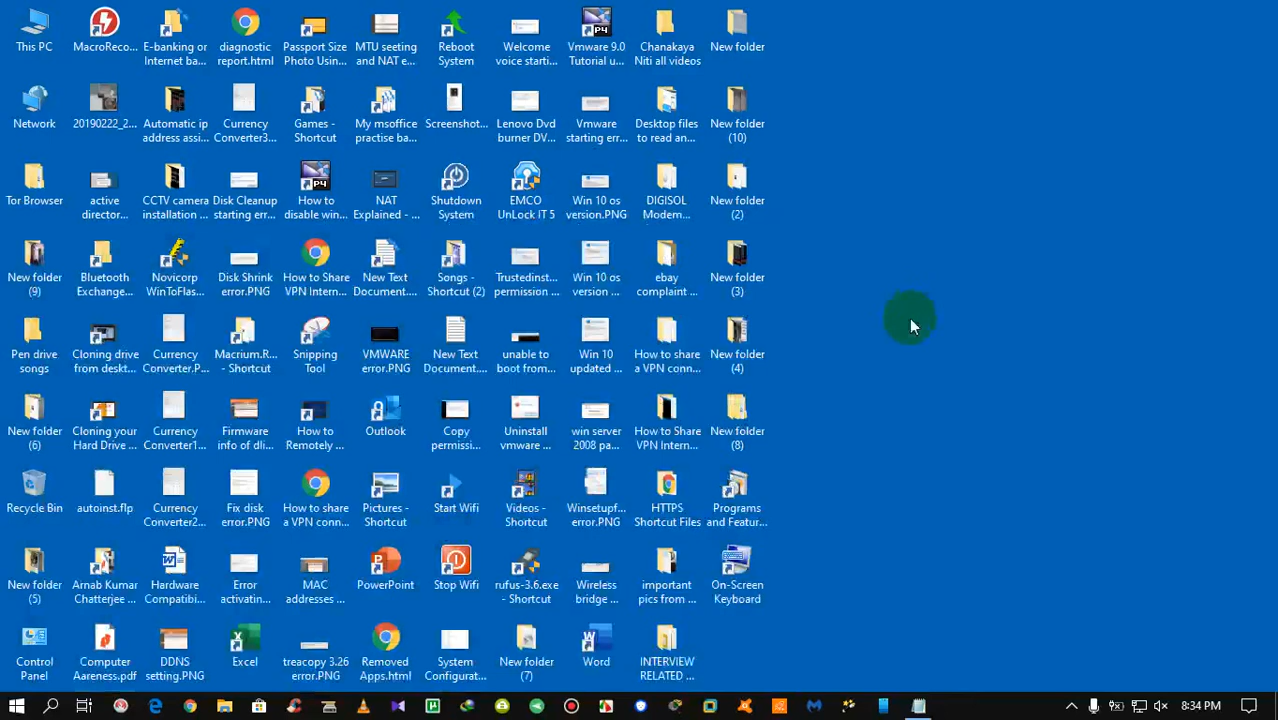 This PC
MacroReco...
E-banking or
Internet ba...
diagnostic
report.html
Passport Size
Photo Usin...
MTU seeting
and NAT e...
Reboot
System
Welcome
voice starti...
Vmware 9.0
Tutorial u...
Chanakaya
Niti all videos
New folder
Network
20190222_2...
Automatic ip
address assi...
Currency
Converter3...
Games -
Shortcut
My msoffice
practise ba...
Screenshot...
Lenovo Dvd
burner DV...
Vmware
starting err...
Desktop files
to read an...
New folder
(10)
Tor Browser
active
director...
CCTV camera
installation ...
Disk Cleanup
starting err...
How to
disable win...
NAT
Explained - ...
Shutdown
System
EMCO
UnLock IT 5
Win 10 os
version.PNG
DIGISOL
Modem...
New folder
(2)
New folder
(9)
Bluetooth
Exchange...
Novicorp
WinToFlas...
Disk Shrink
error.PNG
How to Share
VPN Intern...
New Text
Document....
Songs -
Shortcut (2)
Trustedinst...
permission ...
Win 10 os
version ...
ebay
complaint ...
New folder
(3)
Pen drive
songs
Cloning drive
from deskt...
Currency
Converter.P...
Macrium.R...
- Shortcut
Snipping
Tool
VMWARE
error.PNG
New Text
Document....
unable to
boot from...
Win 10
updated ...
How to share
a VPN conn...
New folder
(4)
New folder
(6)
Cloning your
Hard Drive ...
Currency
Converter1...
Firmware
info of dli...
How to
Remotely ...
Outlook
Copy
permissi...
Uninstall
vmware ...
win server
2008 pa...
How to Share
VPN Intern...
New folder
(8)
Recycle Bin
autoinst.flp
Currency
Converter2...
Fix disk
error.PNG
How to share
a VPN conn...
Pictures -
Shortcut
Start Wifi
Videos -
Shortcut
Winsetupf...
error.PNG
HTTPS
Shortcut Files
Programs
and Featur...
New folder
(5)
Arnab Kumar
Chatterjee ...
Hardware
Compatibi...
Error
activatin...
MAC
addresses ...
PowerPoint
Stop Wifi
rufus-3.6.exe
- Shortcut
Wireless
bridge ...
important
pics from ...
On-Screen
Keyboard
Control
Panel
Computer
Aareness.pdf
DDNS
setting.PNG
Excel
treacopy 3.26
error.PNG
Removed
Apps.html
System
Configurat...
New folder
(7)
Word
INTERVIEW
RELATED ...
8:34 PM